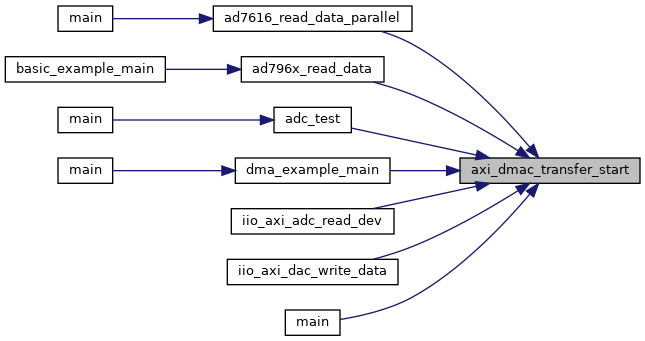 main
ad7616_read_data_parallel
basic_example_main
ad796x_read_data
main
adc_test
main
dma_example_main
axi_dmac_transfer_start
iio_axi_adc_read_dev
iio_axi_dac_write_data
main